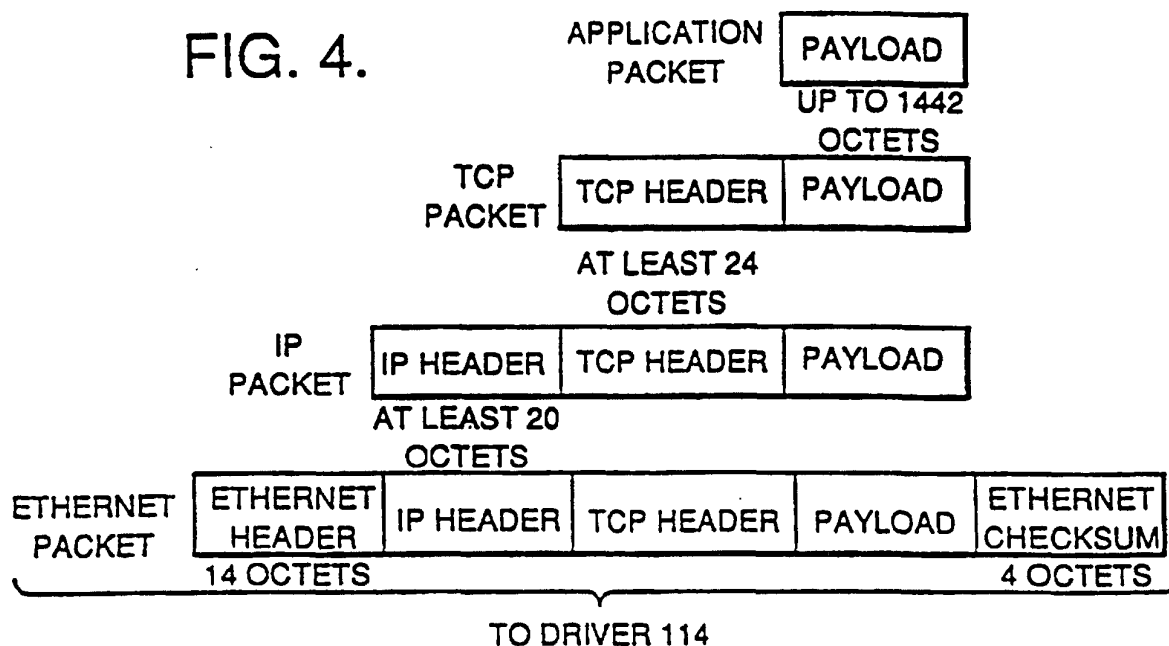 FIG. 4.
APPLICATION
PACKET
PAYLOAD
UP TO 1442
OCTETS
TCP
PACKET
TCP HEADER
PAYLOAD
AT LEAST 24
OCTETS
IP
PACKET
IP HEADER
TCP HEADER
PAYLOAD
AT LEAST 20
OCTETS
ETHERNET
PACKET
ETHERNET
HEADER
IP HEADER
TCP HEADER
PAYLOAD
ETHERNET
CHECKSUM
14 OCTETS
4 OCTETS
TO DRIVER 114